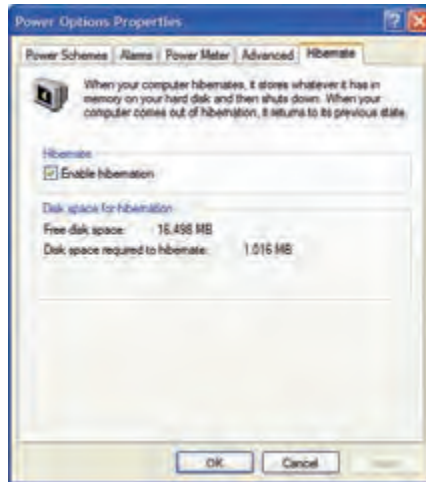 Power Options Properties
Power Schemes
Alarms
Power Meter
Advanced
Hibernate
When your computer hibernates, it stores whatever it has in
memory on your hard disk and then shuts down. When your
computer comes out of hibernation, it returns to its previous state.
Hibernate
Enable hibernation
Disk space for hibernation
Free disk space: 16.498 MB
Disk space required to hibernate: 1.016 MB
OK
Cancel